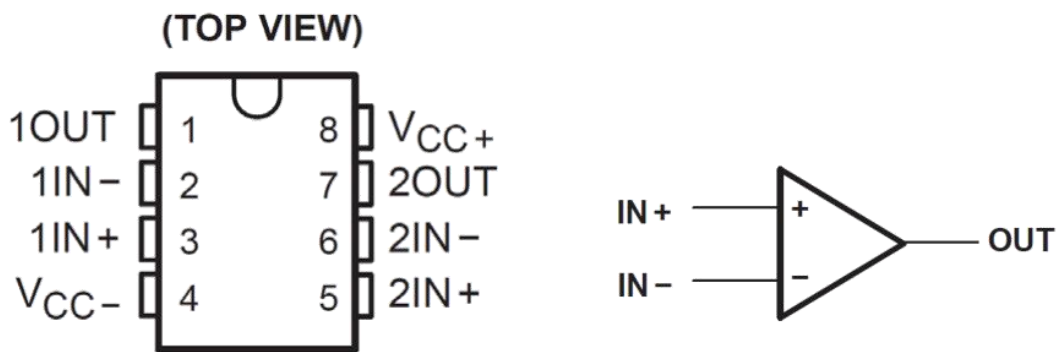 (TOP VIEW)
1OUT 1 8 VCC+
1IN− 2 7 2OUT
1IN+ 3 6 2IN−
VCC− 4 5 2IN+
IN+ + OUT
IN− −